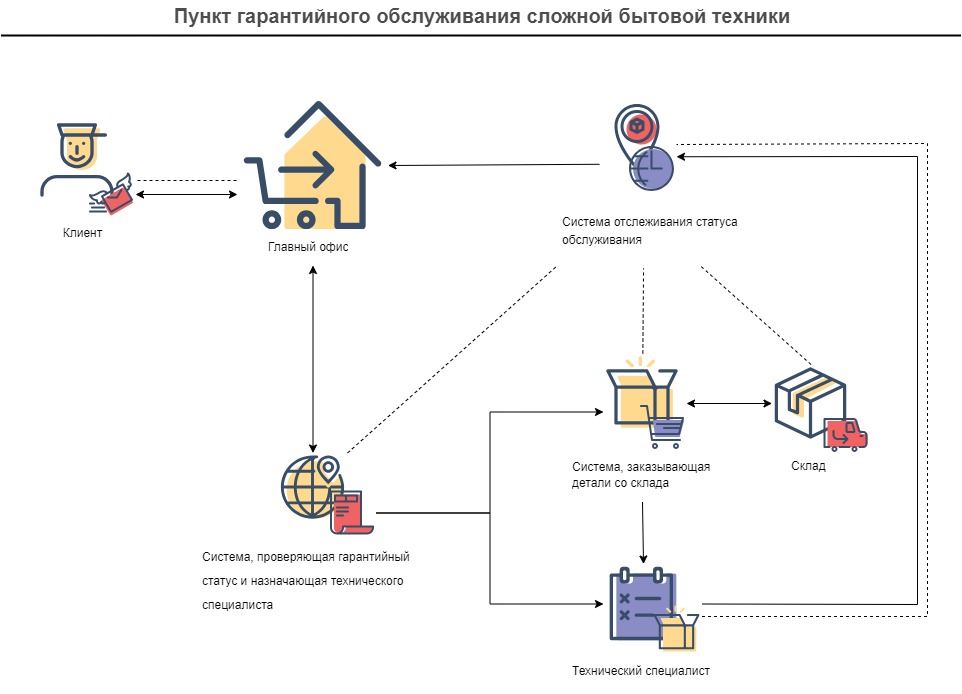 Пункт гарантийного обслуживания сложной бытовой техники
Клиент
Главный офис
Система отслеживания статуса
обслуживания
Система, заказывающая
детали со склада
Склад
Система, проверяющая гарантийный
статус и назначающая технического
специалиста
Технический специалист